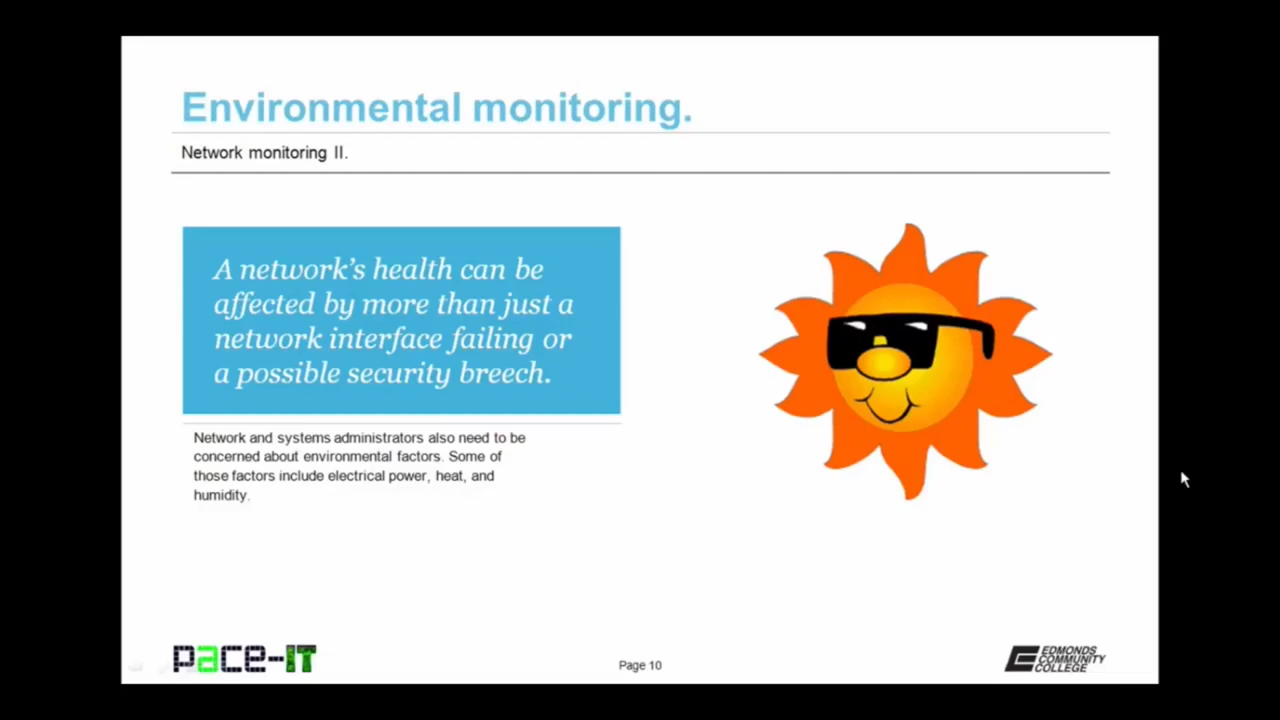 Environmental monitoring.
Network monitoring II.
A network's health can be
affected by more than just a
network interface failing or
a possible security breech.
Network and systems administrators also need to be
concerned about environmental factors. Some of
those factors include electrical power, heat, and
humidity.
pace-IT
Page 10
EDMONDS
COMMUNITY
COLLEGE